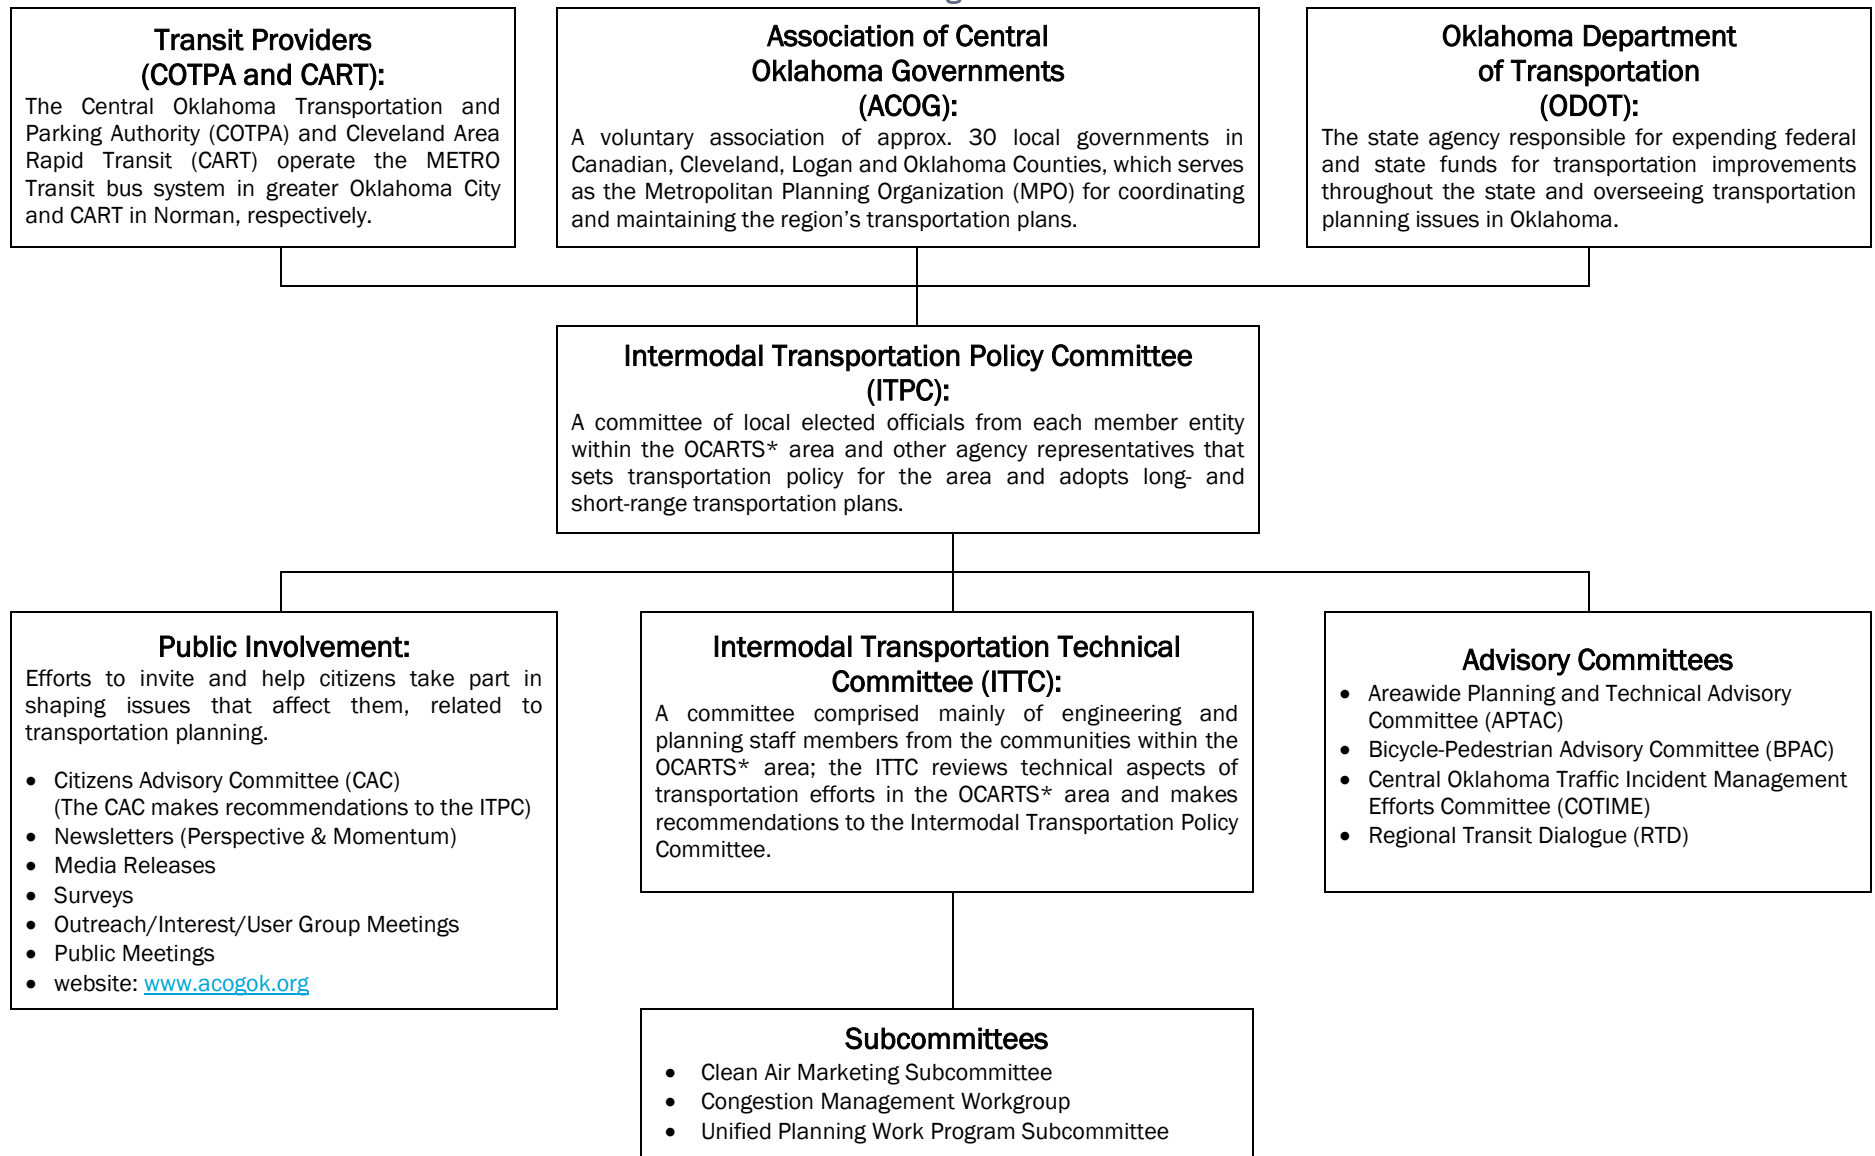 Transit Providers
(COTPA and CART):
The Central Oklahoma Transportation and
Parking Authority (COTPA) and Cleveland Area
Rapid Transit (CART) operate the METRO
Transit bus system in greater Oklahoma City
and CART in Norman, respectively.
Association of Central
Oklahoma Governments
(ACOG):
A voluntary association of approx. 30 local governments in
Canadian, Cleveland, Logan and Oklahoma Counties, which serves
as the Metropolitan Planning Organization (MPO) for coordinating
and maintaining the region's transportation plans.
Oklahoma Department
of Transportation
(ODOT):
The state agency responsible for expending federal
and state funds for transportation improvements
throughout the state and overseeing transportation
planning issues in Oklahoma.
Intermodal Transportation Policy Committee
(ITPC):
A committee of local elected officials from each member entity
within the OCARTS* area and other agency representatives that
sets transportation policy for the area and adopts long- and
short-range transportation plans.
Public Involvement:
Efforts to invite and help citizens take part in
shaping issues that affect them, related to
transportation planning.
• Citizens Advisory Committee (CAC)
(The CAC makes recommendations to the ITPC)
• Newsletters (Perspective & Momentum)
• Media Releases
• Surveys
• Outreach/Interest/User Group Meetings
• Public Meetings
• website: www.acogok.org
Intermodal Transportation Technical
Committee (ITTC):
A committee comprised mainly of engineering and
planning staff members from the communities within the
OCARTS* area; the ITTC reviews technical aspects of
transportation efforts in the OCARTS* area and makes
recommendations to the Intermodal Transportation Policy
Committee.
Advisory Committees
• Areawide Planning and Technical Advisory
Committee (APTAC)
• Bicycle-Pedestrian Advisory Committee (BPAC)
• Central Oklahoma Traffic Incident Management
Efforts Committee (COTIME)
• Regional Transit Dialogue (RTD)
Subcommittees
• Clean Air Marketing Subcommittee
• Congestion Management Workgroup
• Unified Planning Work Program Subcommittee